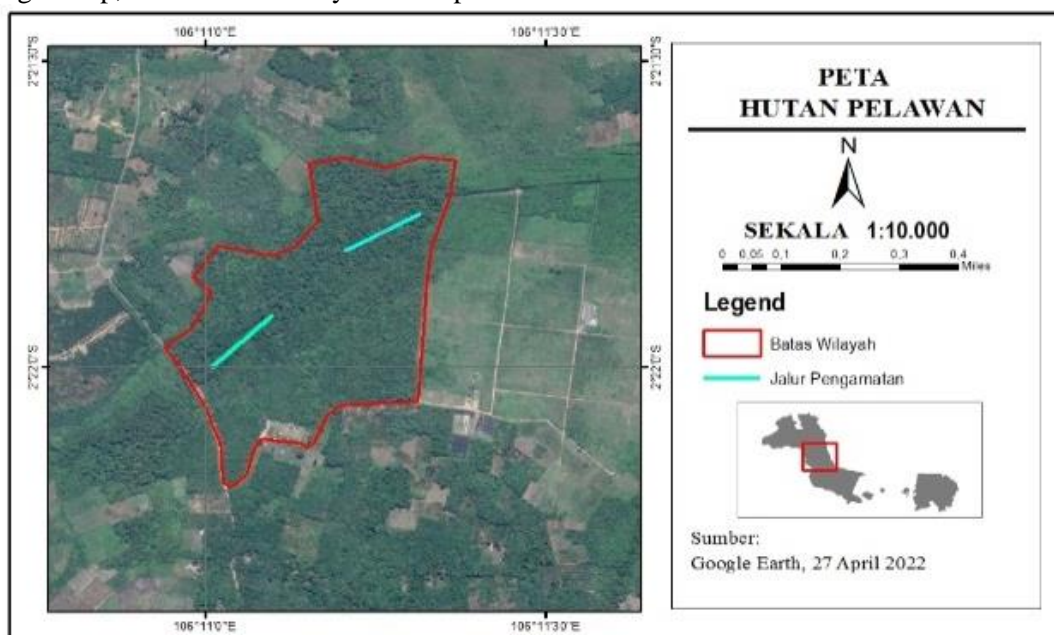 106°11'0"E 106°11'30"E
2°21'30"S 2°21'30"S
2°22'0"S 2°22'0"S
106°11'0"E 106°11'30"E
PETA
HUTAN PELAWAN
N
SEKALA 1:10.000
0 0,05 0,1 0,2 0,3 0,4
Miles
Legend
Batas Wilayah
Jalur Pengamatan
Sumber:
Google Earth, 27 April 2022